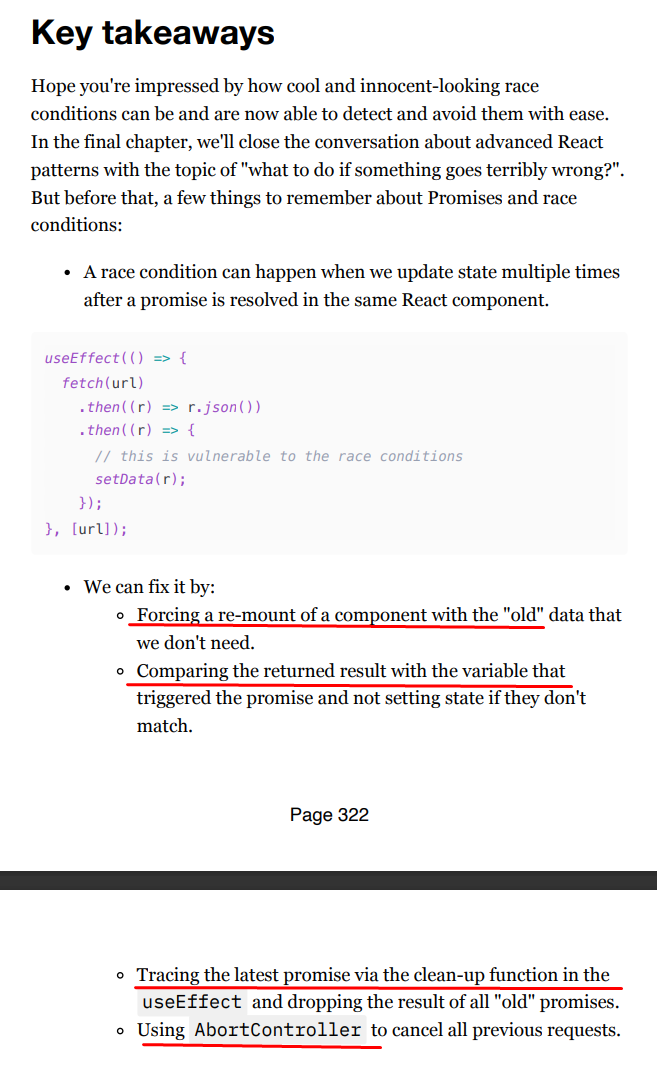 Key takeaways
Hope you're impressed by how cool and innocent-looking race
conditions can be and are now able to detect and avoid them with ease.
In the final chapter, we'll close the conversation about advanced React
patterns with the topic of "what to do if something goes terribly wrong?".
But before that, a few things to remember about Promises and race
conditions:
• A race condition can happen when we update state multiple times
after a promise is resolved in the same React component.
useEffect(() => {
  fetch(url)
    .then((r) => r.json())
    .then((r) => {
      // this is vulnerable to the race conditions
      setData(r);
    });
}, [url]);
• We can fix it by:
◦ Forcing a re-mount of a component with the "old" data that
we don't need.
◦ Comparing the returned result with the variable that
triggered the promise and not setting state if they don't
match.
Page 322
◦ Tracing the latest promise via the clean-up function in the
useEffect and dropping the result of all "old" promises.
◦ Using AbortController to cancel all previous requests.